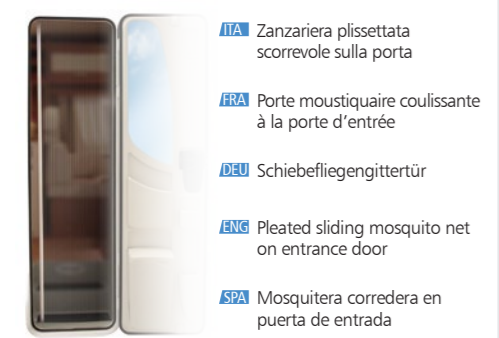 ITA Zanzariera plissettata
scorrevole sulla porta
FRA Porte moustiquaire coulissante
à la porte d'entrée
DEU Schiebefliegengittertür
ENG Pleated sliding mosquito net
on entrance door
SPA Mosquitera corredera en
puerta de entrada